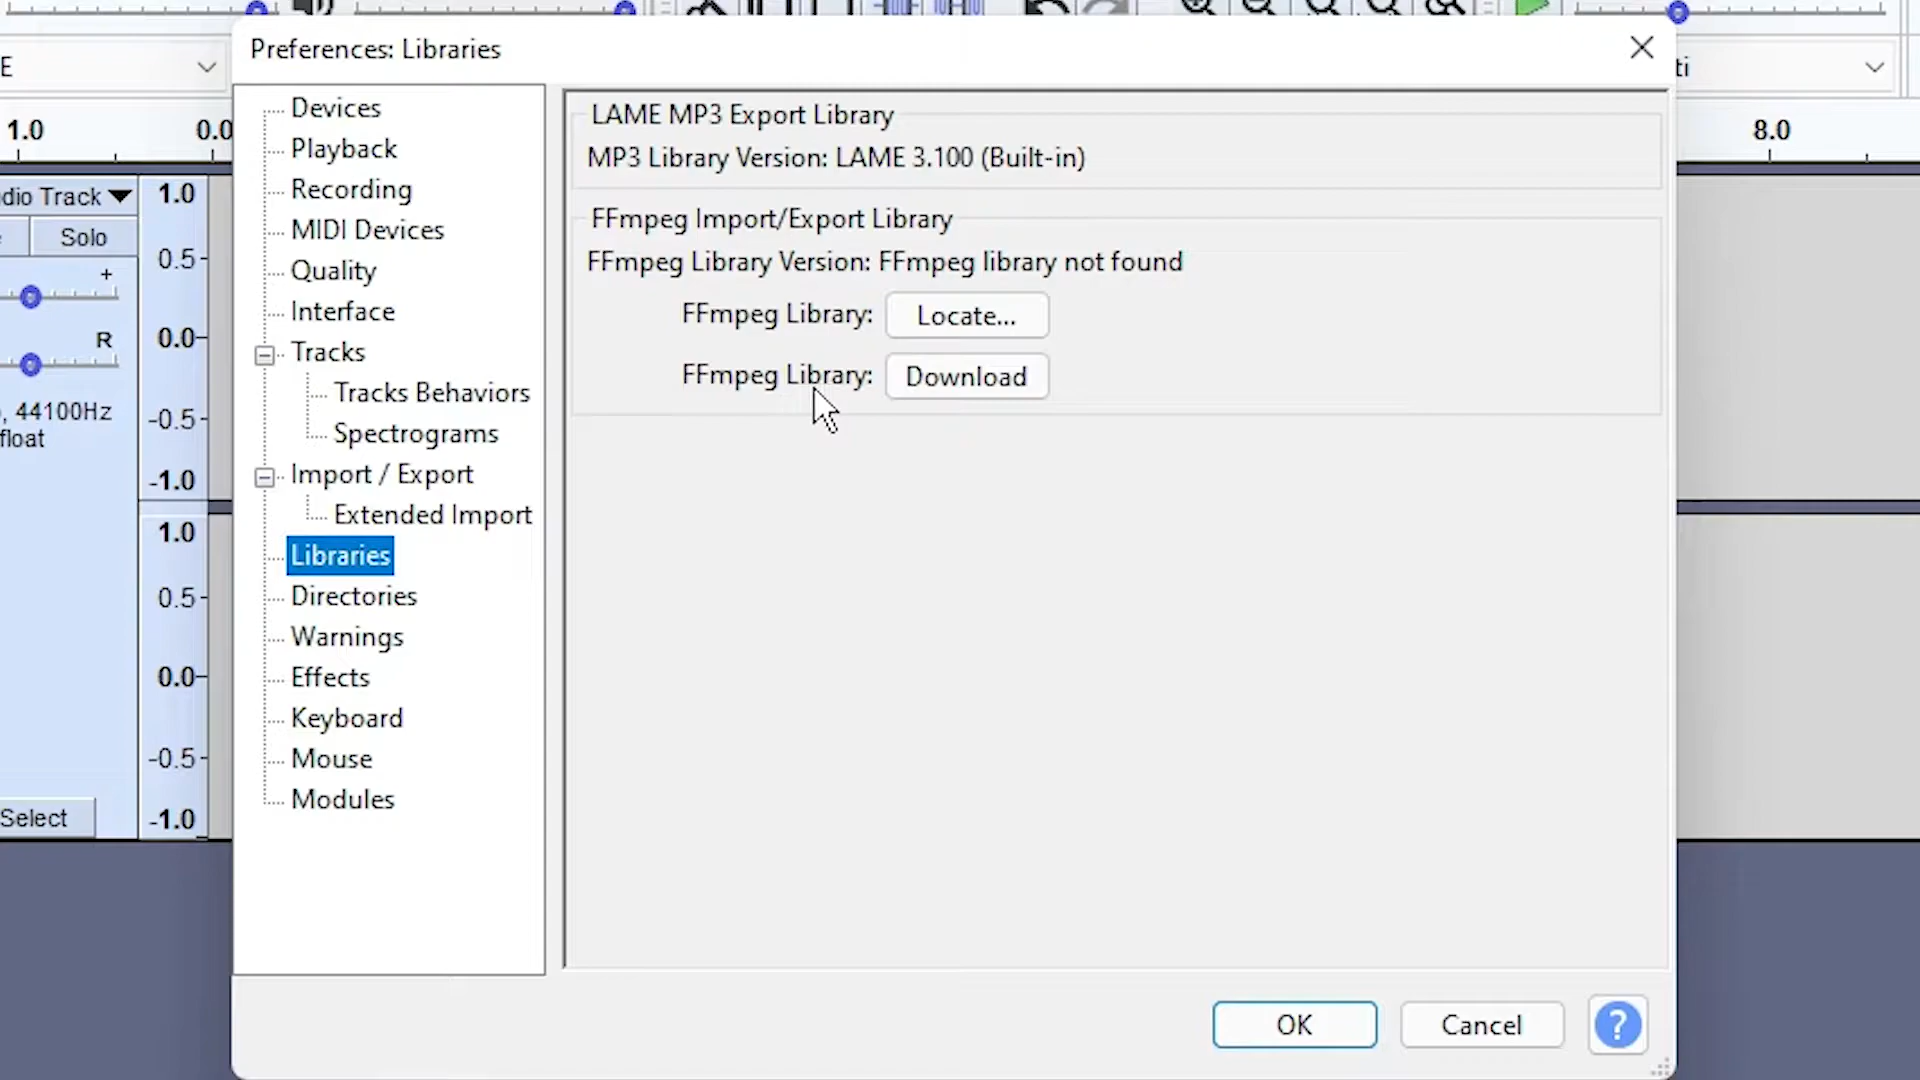 Preferences: Libraries
E
ti
1.0
0.0
8.0
dio Track
Solo
+
R
, 44100Hz
float
Select
1.0
0.5
0.0
-0.5
-1.0
1.0
0.5
0.0
-0.5
-1.0
Devices
Playback
Recording
MIDI Devices
Quality
Interface
Tracks
Tracks Behaviors
Spectrograms
Import / Export
Extended Import
Libraries
Directories
Warnings
Effects
Keyboard
Mouse
Modules
LAME MP3 Export Library
MP3 Library Version: LAME 3.100 (Built-in)
FFmpeg Import/Export Library
FFmpeg Library Version: FFmpeg library not found
FFmpeg Library: Locate...
FFmpeg Library: Download
OK
Cancel
?